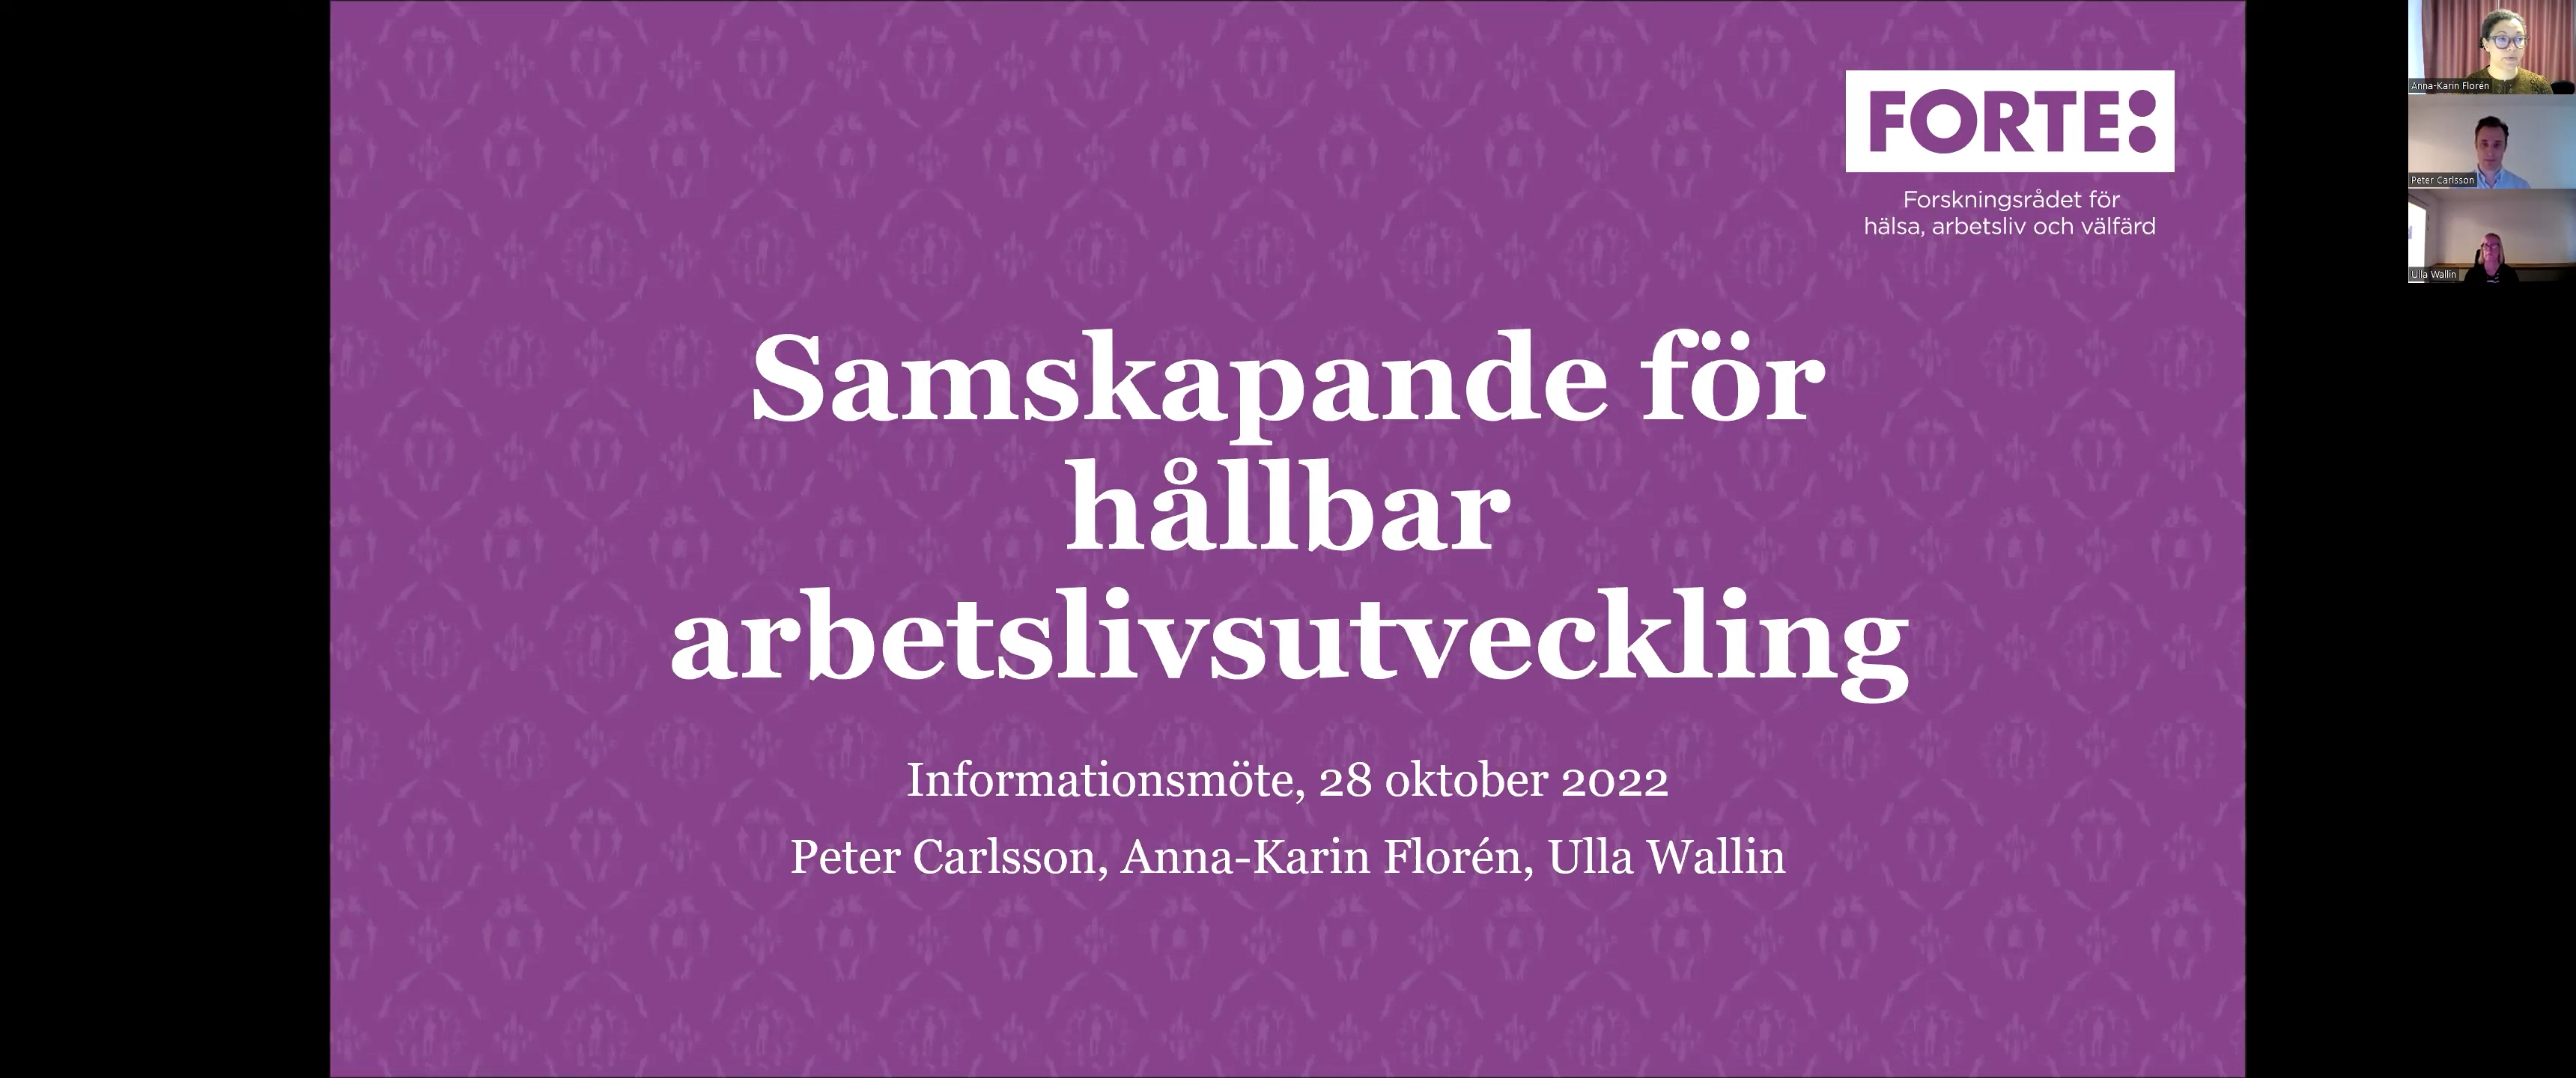 FORTE:
Forskningsrådet för
hälsa, arbetsliv och välfärd
Samskapande för
hållbar
arbetslivsutveckling
Informationsmöte, 28 oktober 2022
Peter Carlsson, Anna-Karin Florén, Ulla Wallin
Anna-Karin Florén
Peter Carlsson
Ulla Wallin